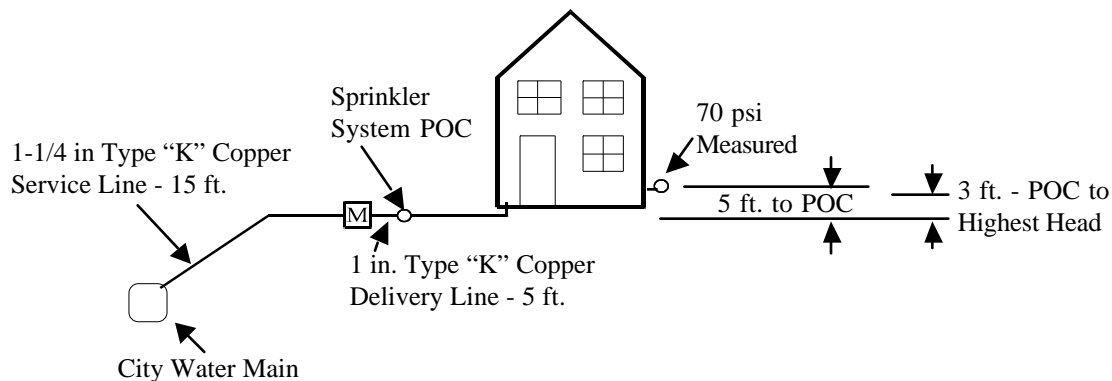 Sprinkler
System POC
70 psi
Measured
1-1/4 in Type “K” Copper
Service Line - 15 ft.
5 ft. to POC
3 ft. - POC to
Highest Head
M
1 in. Type “K” Copper
Delivery Line - 5 ft.
City Water Main